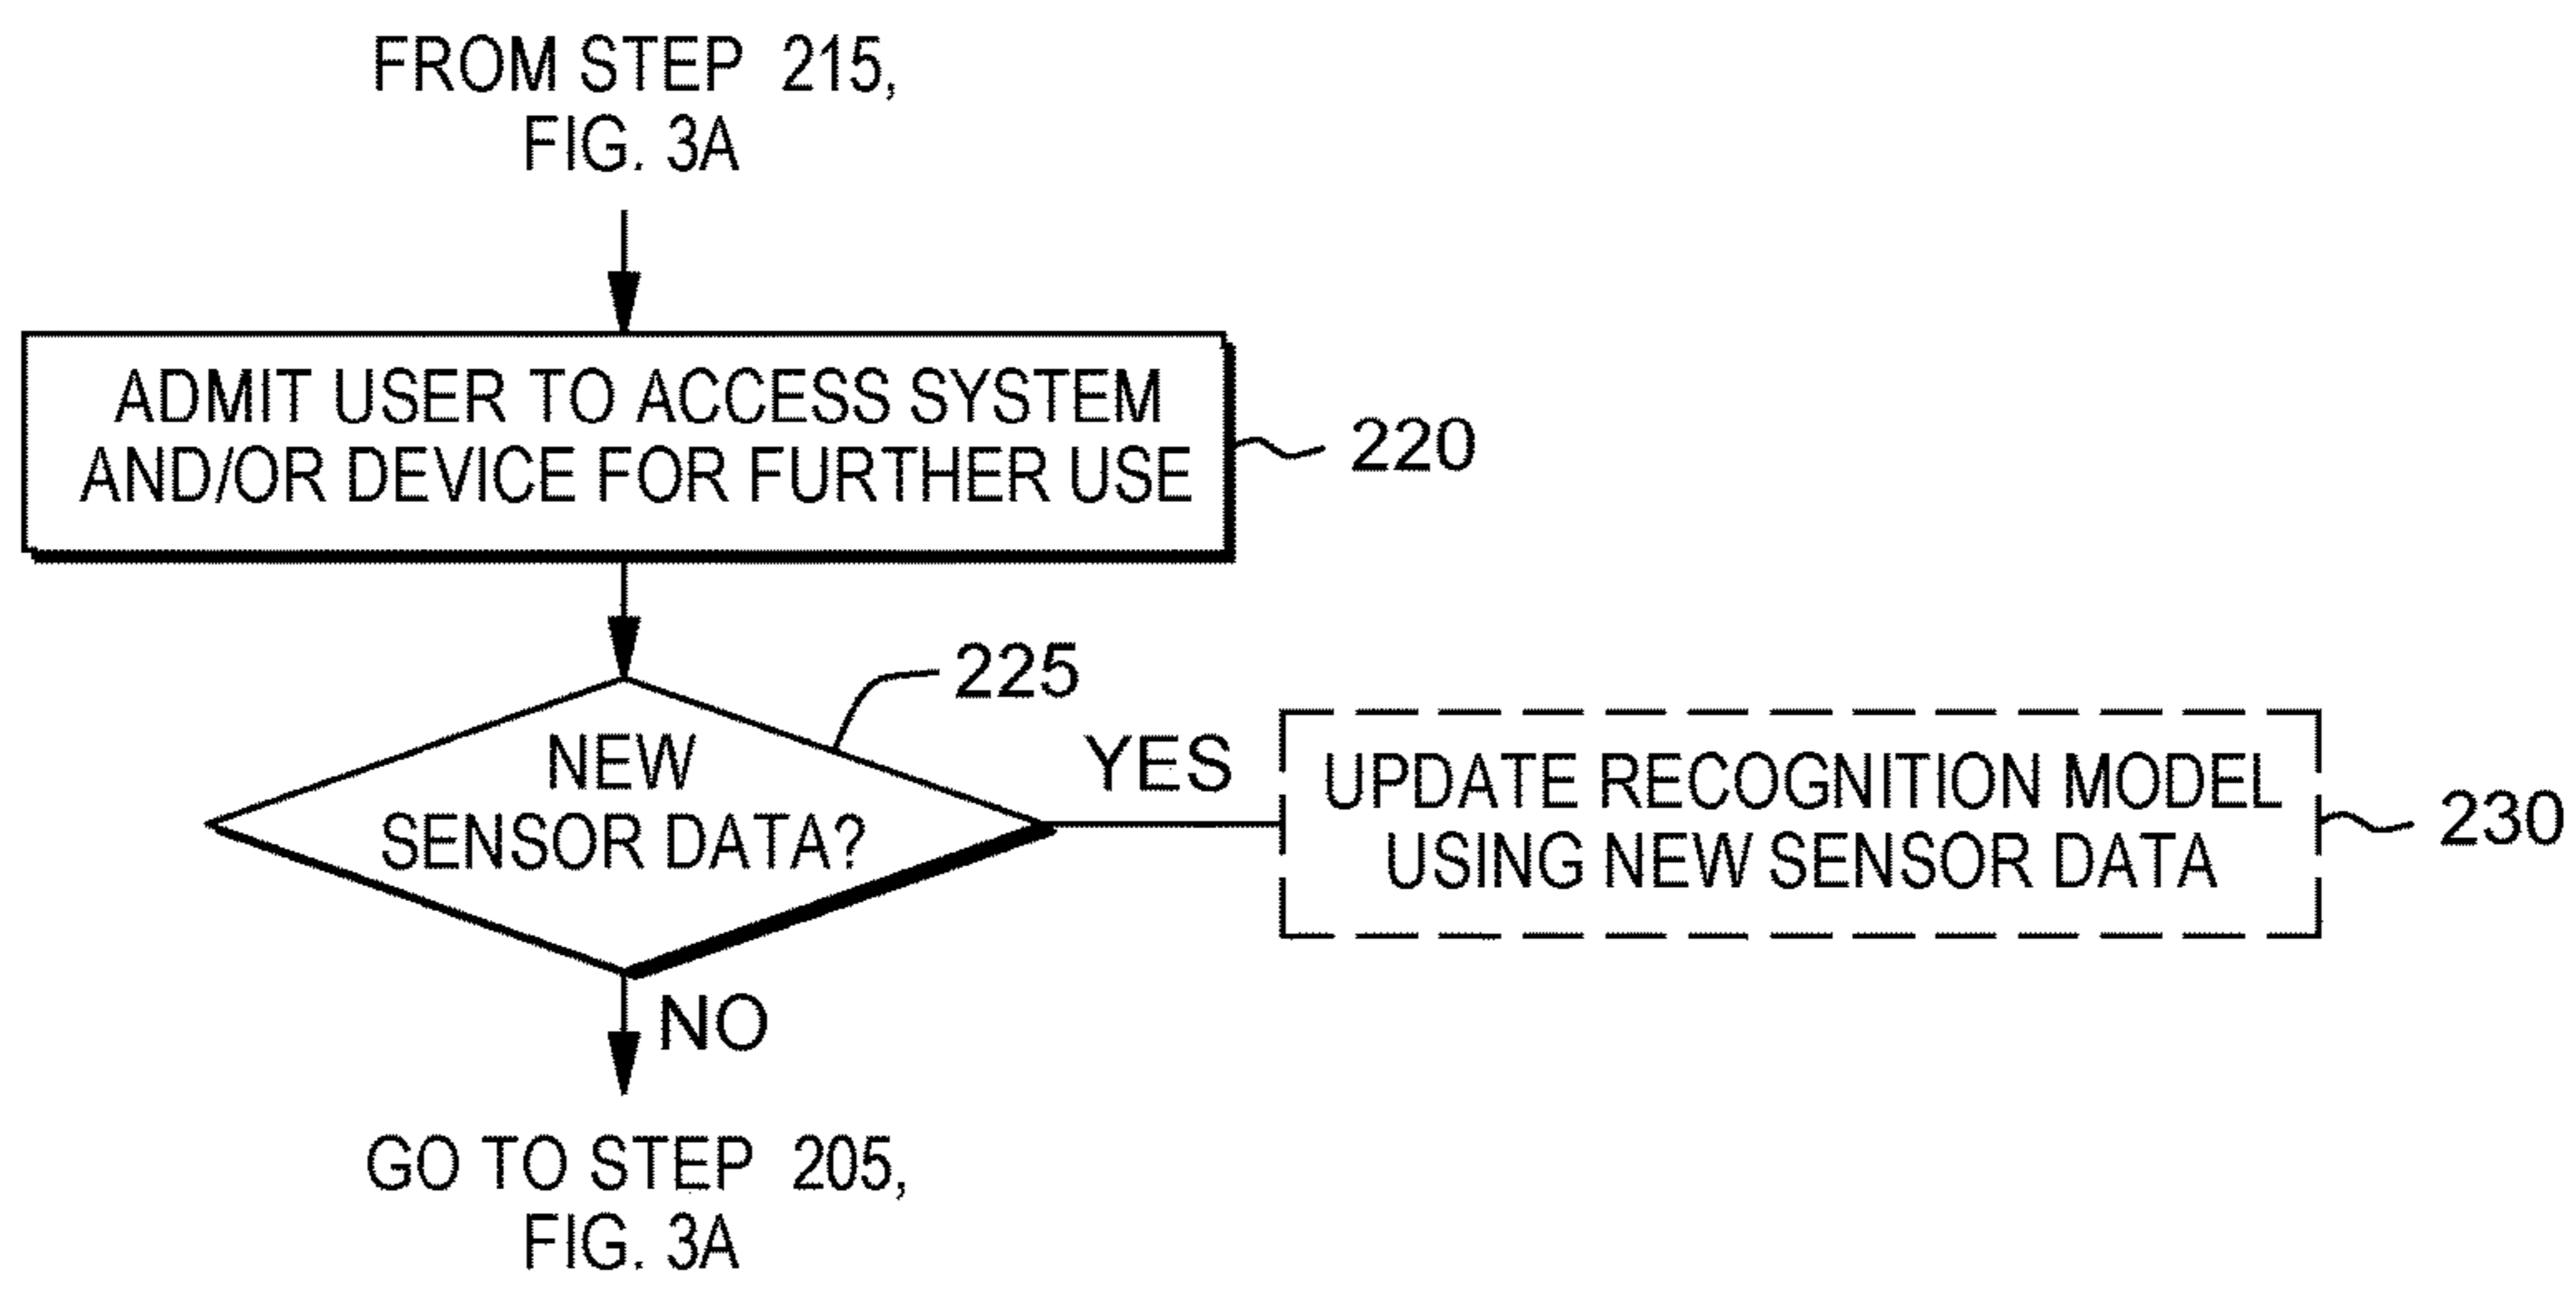 FROM STEP 215,
FIG. 3A
ADMIT USER TO ACCESS SYSTEM
AND/OR DEVICE FOR FURTHER USE
220
225
NEW
SENSOR DATA?
YES
UPDATE RECOGNITION MODEL
USING NEW SENSOR DATA
230
NO
GO TO STEP 205,
FIG. 3A